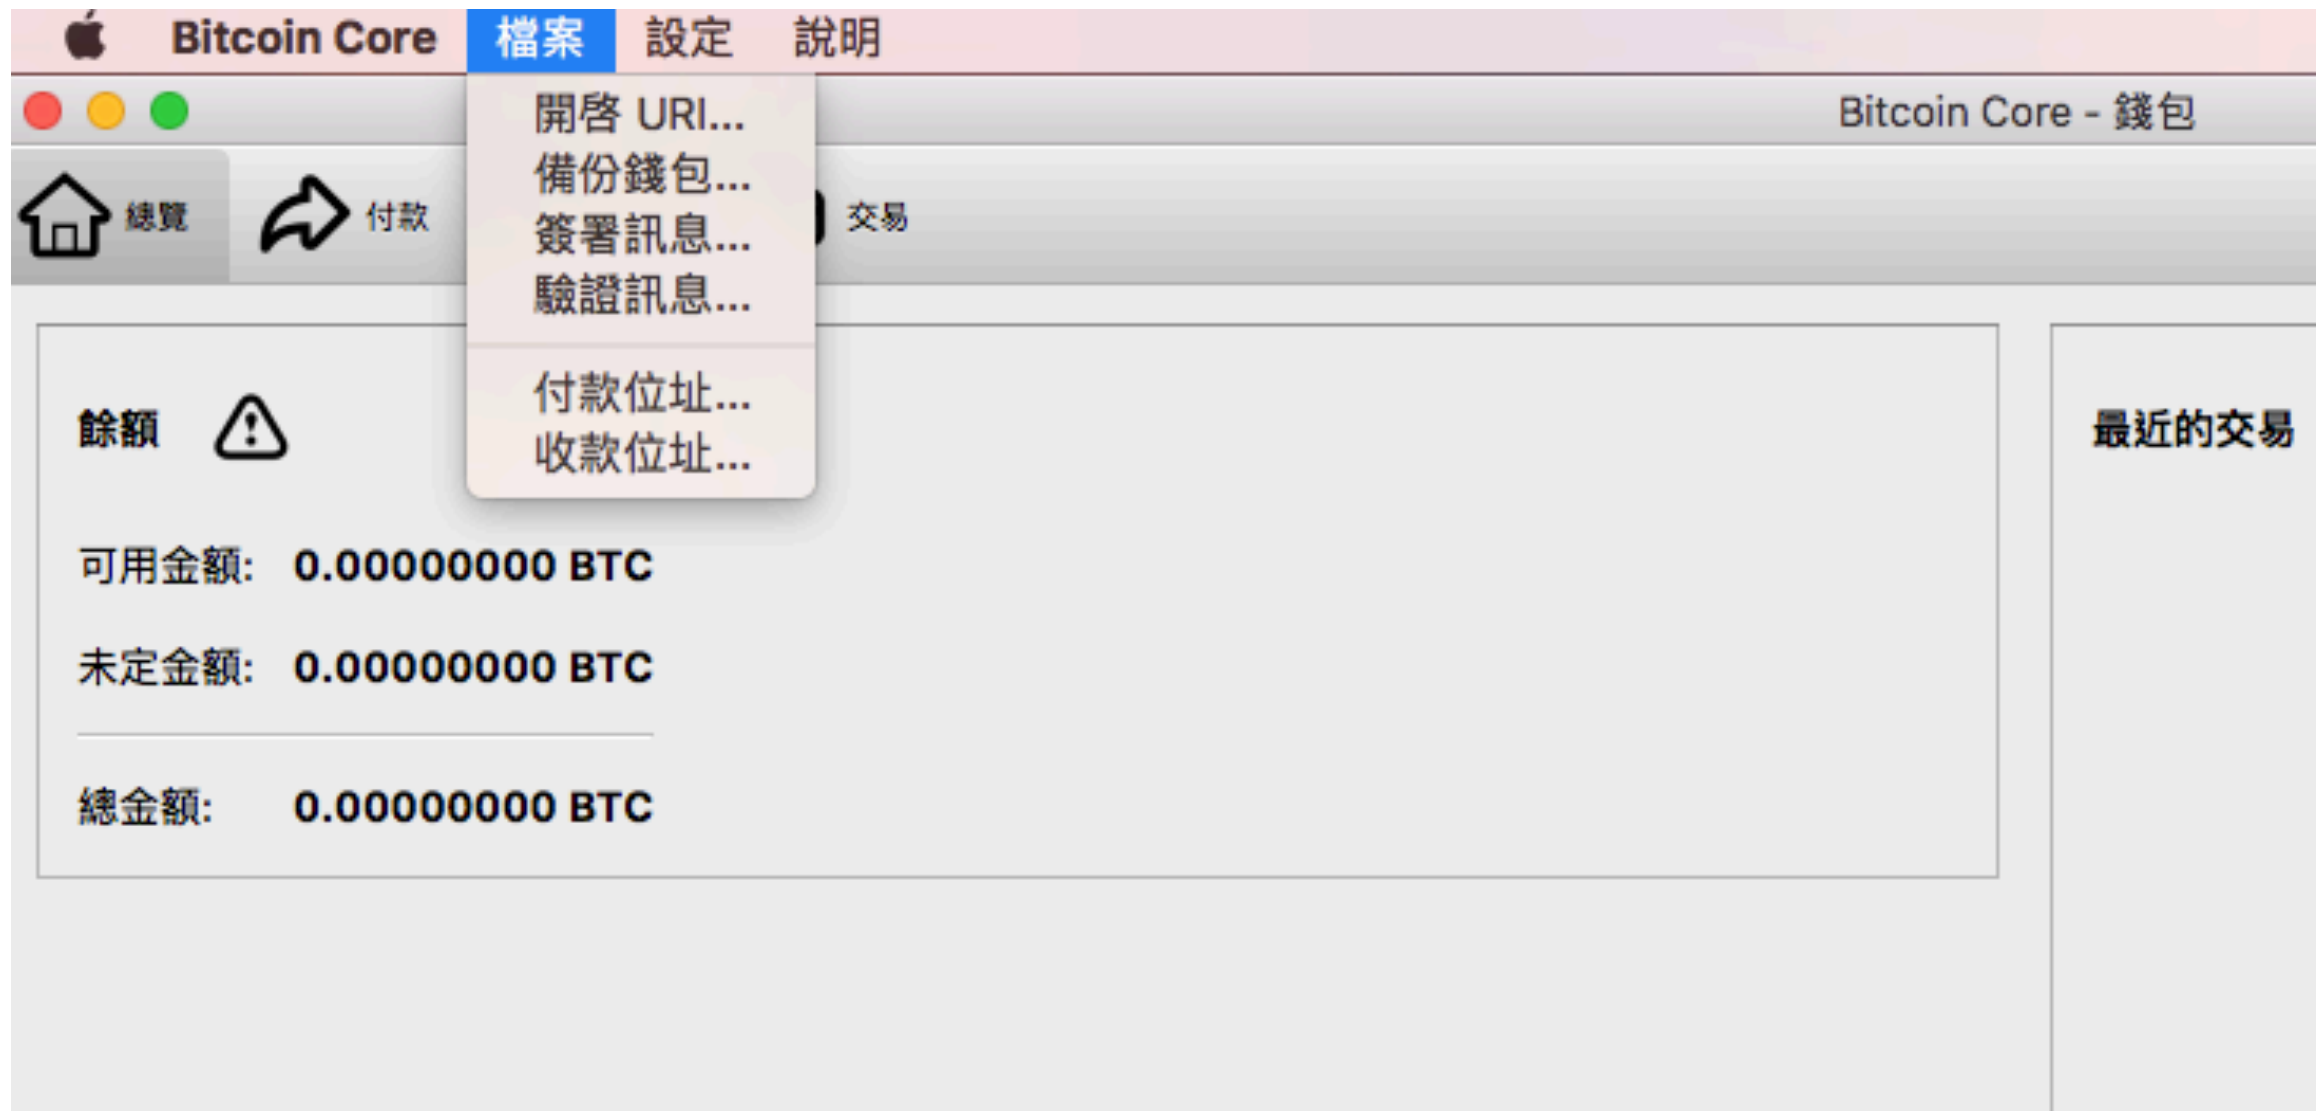 Bitcoin Core 檔案 設定 說明
Bitcoin Core - 錢包
開啓 URI...
備份錢包...
簽署訊息...
驗證訊息...
付款位址...
收款位址...
總覽 付款 交易
餘額
可用金額: 0.00000000 BTC
未定金額: 0.00000000 BTC
總金額: 0.00000000 BTC
最近的交易